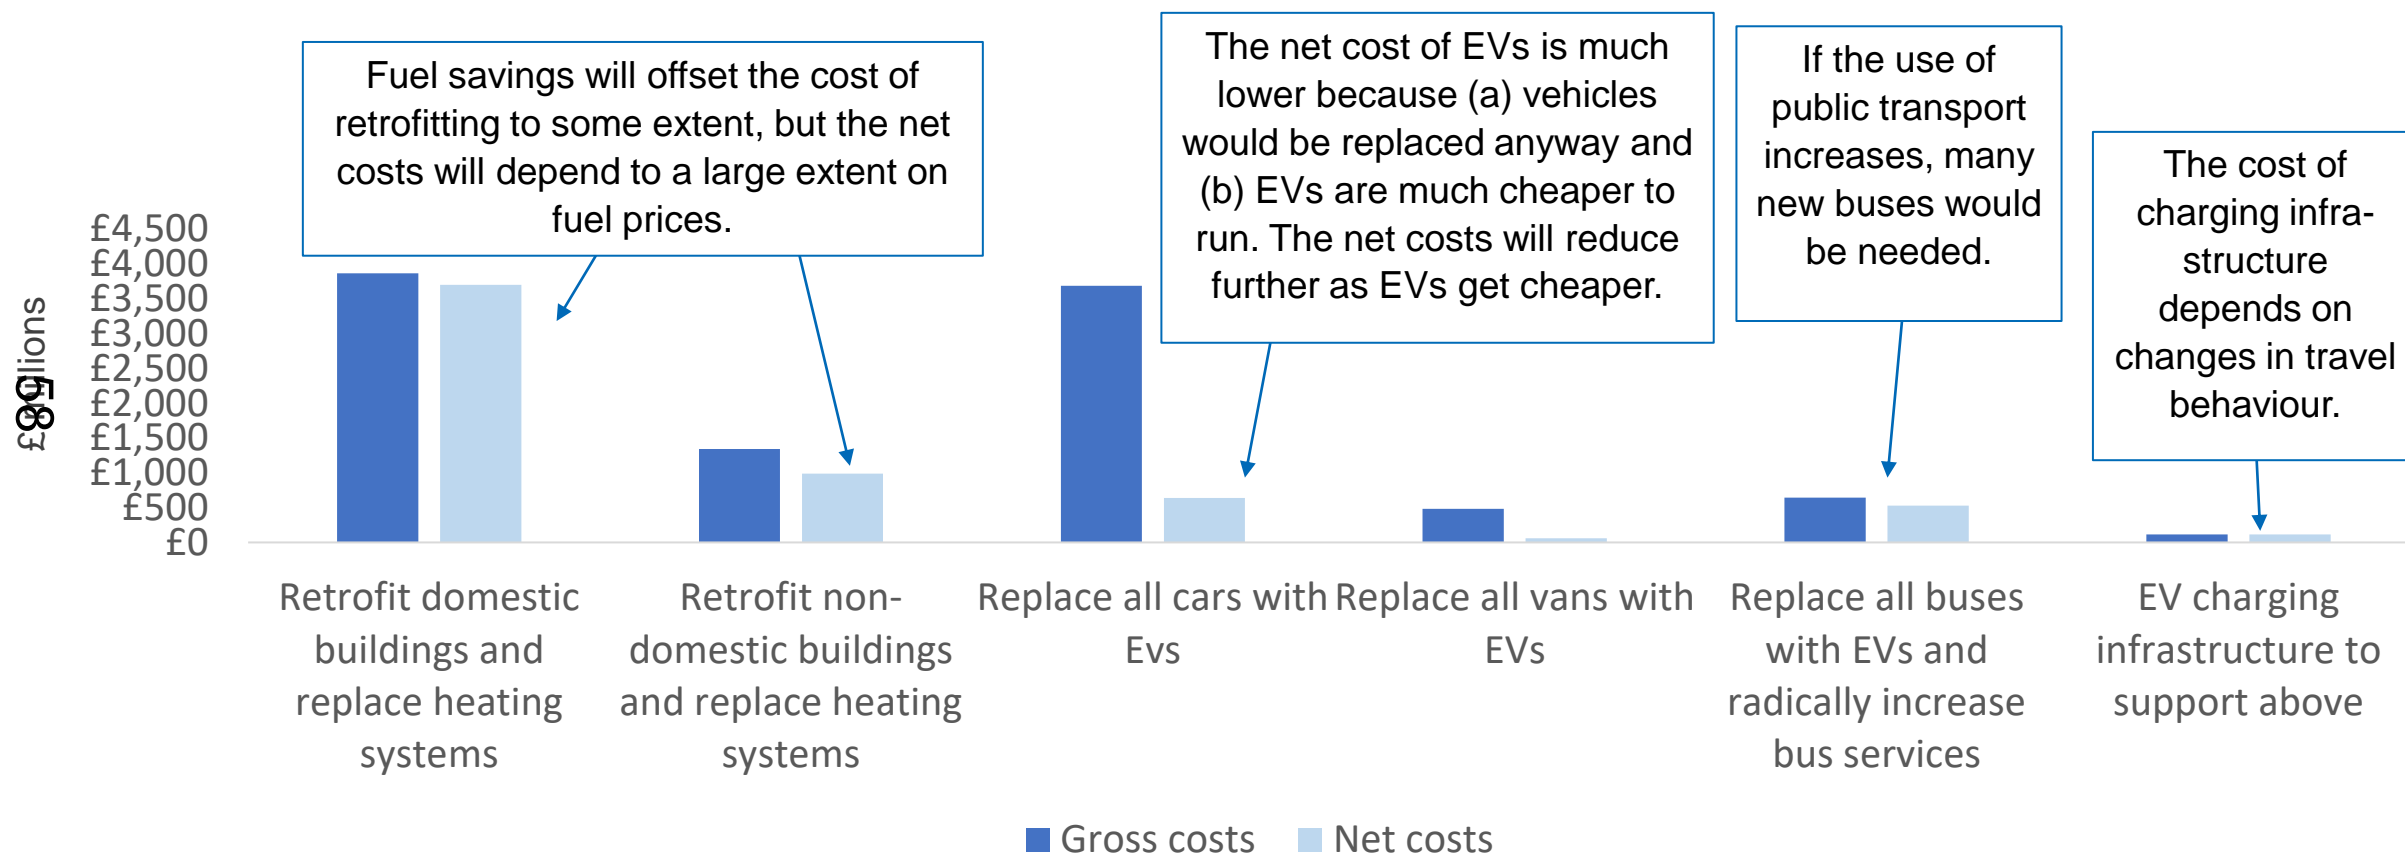 Fuel savings will offset the cost of
retrofitting to some extent, but the net
costs will depend to a large extent on
fuel prices.
The net cost of EVs is much
lower because (a) vehicles
would be replaced anyway and
(b) EVs are much cheaper to
run. The net costs will reduce
further as EVs get cheaper.
If the use of
public transport
increases, many
new buses would
be needed.
The cost of
charging infra-
structure
depends on
changes in travel
behaviour.
£4,500
£4,000
£3,500
£3,000
£2,500
£2,000
£1,500
£1,000
£500
£0
£ millions
58
Retrofit domestic
buildings and
replace heating
systems
Retrofit non-
domestic buildings
and replace heating
systems
Replace all cars with
Evs
Replace all vans with
EVs
Replace all buses
with EVs and
radically increase
bus services
EV charging
infrastructure to
support above
Gross costs
Net costs